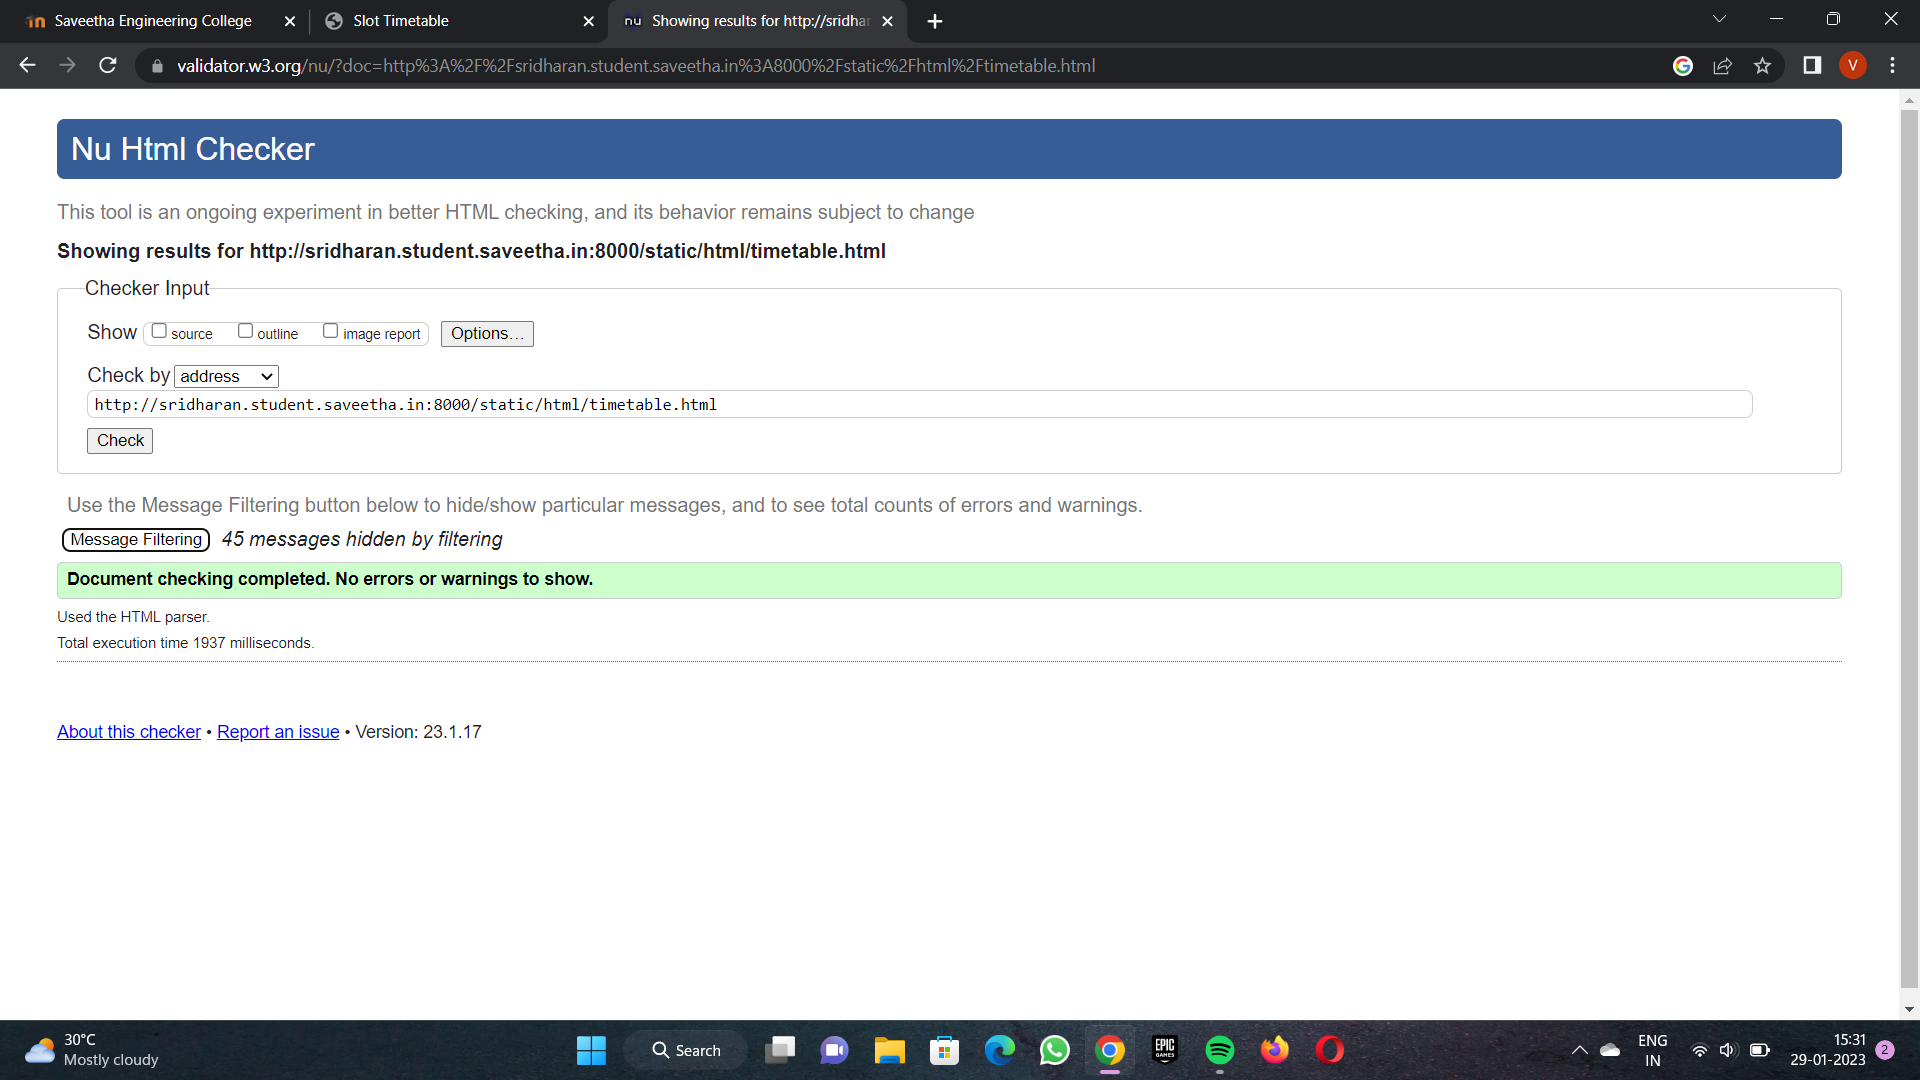 Saveetha Engineering College
Slot Timetable
nu Showing results for http://sridhar
validator.w3.org/nu/?doc=http%3A%2F%2Fsridharan.student.saveetha.in%3A8000%2Fstatic%2Fhtml%2Ftimetable.html
V
Nu Html Checker
This tool is an ongoing experiment in better HTML checking, and its behavior remains subject to change
Showing results for http://sridharan.student.saveetha.in:8000/static/html/timetable.html
Checker Input
Show source outline image report Options...
Check by address
http://sridharan.student.saveetha.in:8000/static/html/timetable.html
Check
Use the Message Filtering button below to hide/show particular messages, and to see total counts of errors and warnings.
Message Filtering 45 messages hidden by filtering
Document checking completed. No errors or warnings to show.
Used the HTML parser.
Total execution time 1937 milliseconds.
About this checker • Report an issue • Version: 23.1.17
30°C
Mostly cloudy
Search
EPIC GAMES
ENG
IN
15:31
29-01-2023
2